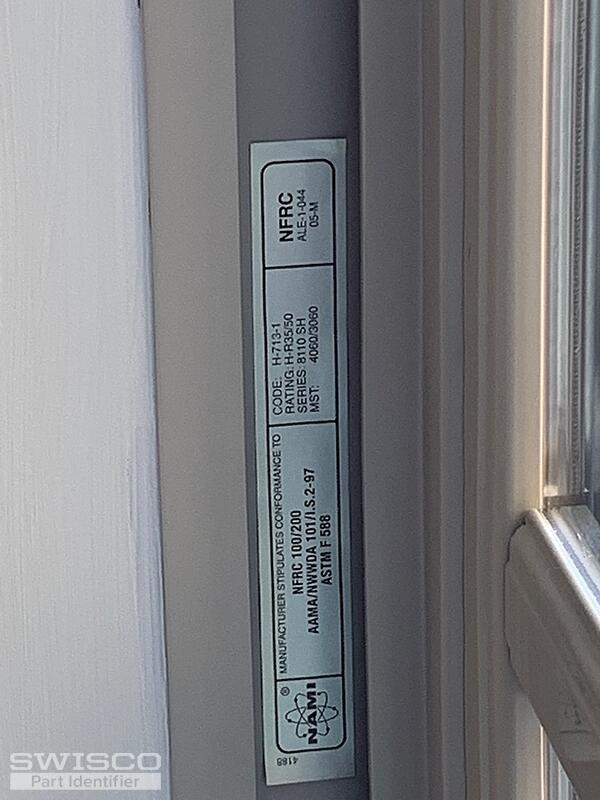 4188
NAMI
®
MANUFACTURER STIPULATES CONFORMANCE TO
NFRC 100/200
AAMA/NWWDA 101/I.S.2-97
ASTM F 588
CODE: H-713-1
RATING: H-R35/50
SERIES: 8110 SH
MST: 4060/3060
NFRC
ALE-1-044
05-M
SWISCO
Part Identifier